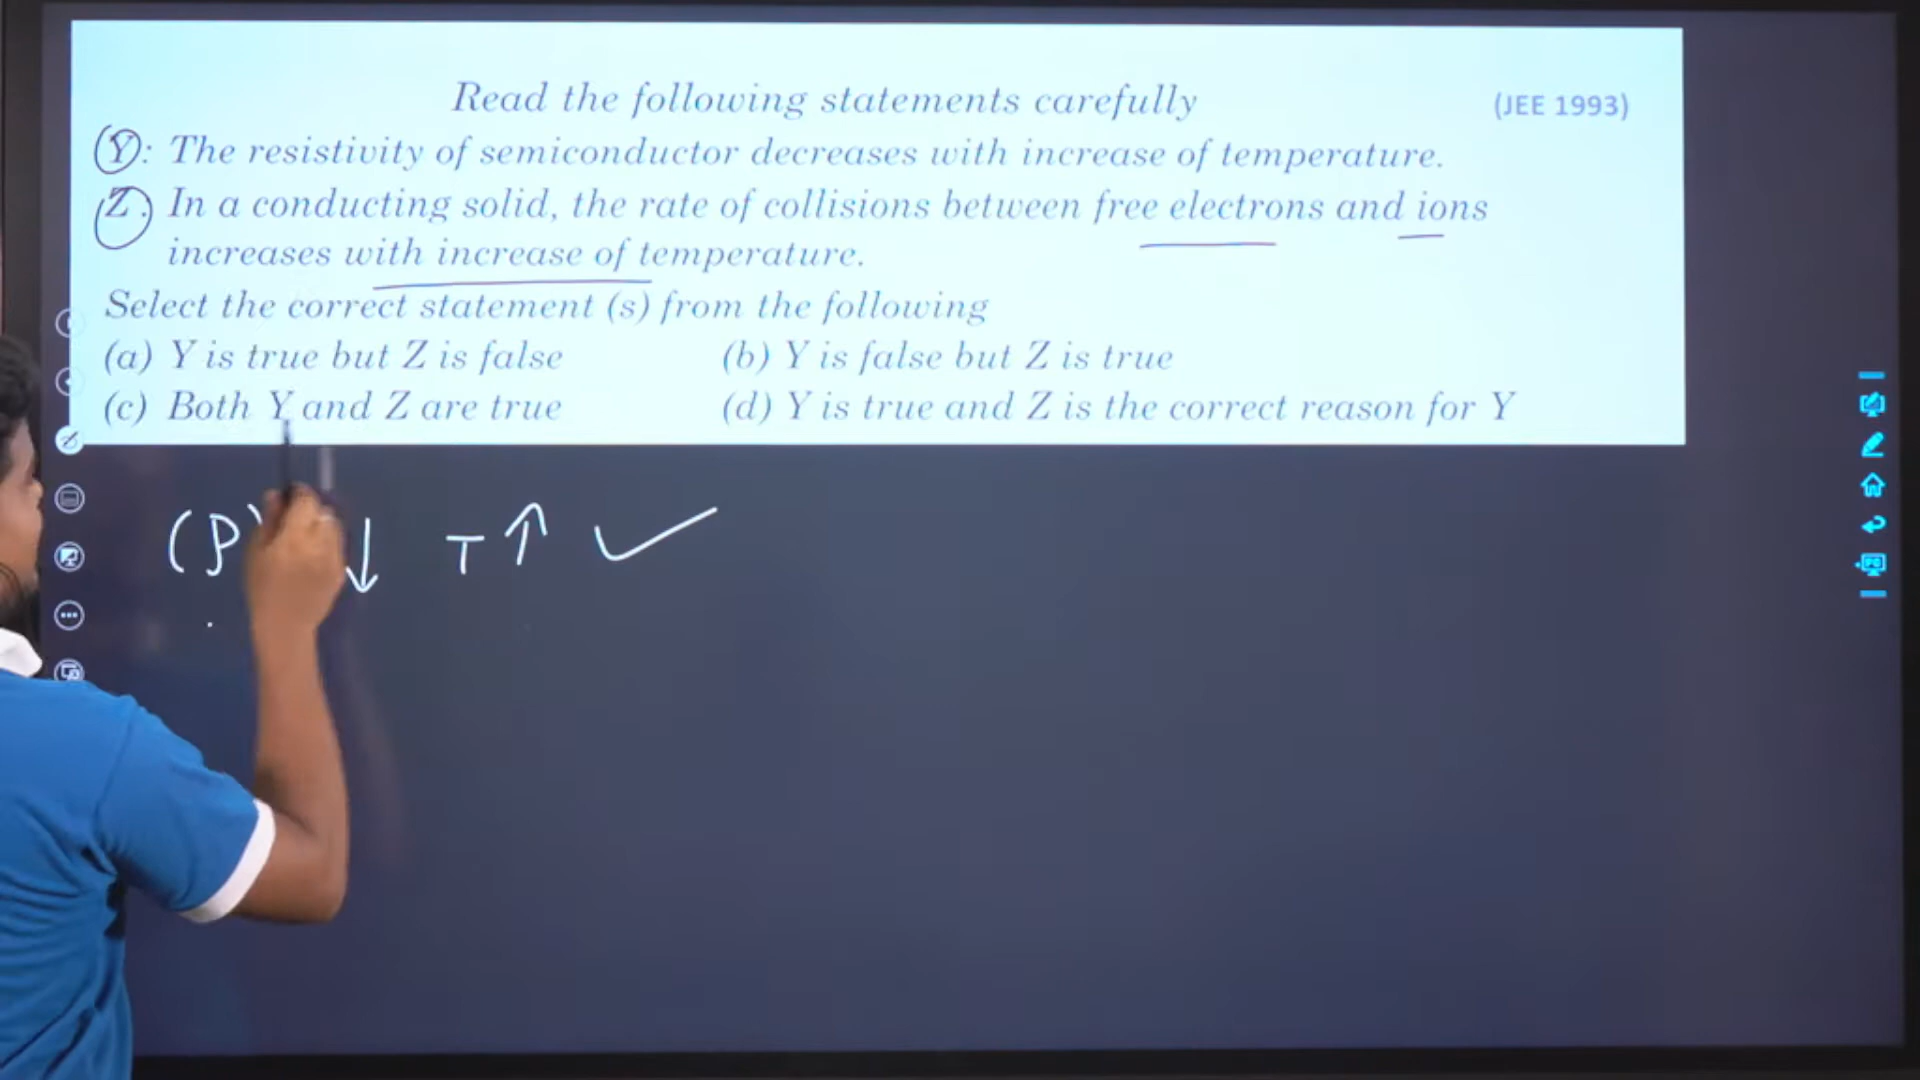 Read the following statements carefully (JEE 1993)
Y: The resistivity of semiconductor decreases with increase of temperature.
Z: In a conducting solid, the rate of collisions between free electrons and ions
increases with increase of temperature.
Select the correct statement (s) from the following
(a) Y is true but Z is false (b) Y is false but Z is true
(c) Both Y and Z are true (d) Y is true and Z is the correct reason for Y
(ρ) ↓ T ↑ ✓